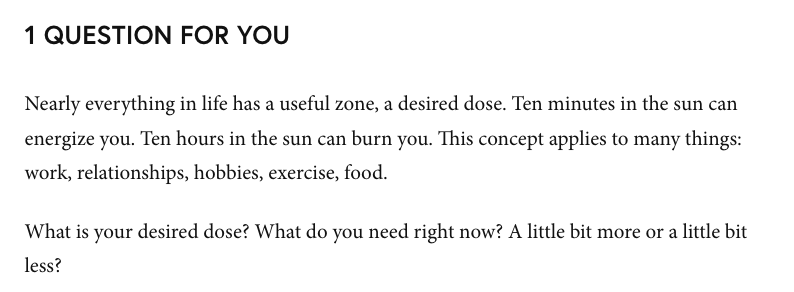 1 QUESTION FOR YOU
Nearly everything in life has a useful zone, a desired dose. Ten minutes in the sun can
energize you. Ten hours in the sun can burn you. This concept applies to many things:
work, relationships, hobbies, exercise, food.
What is your desired dose? What do you need right now? A little bit more or a little bit
less?